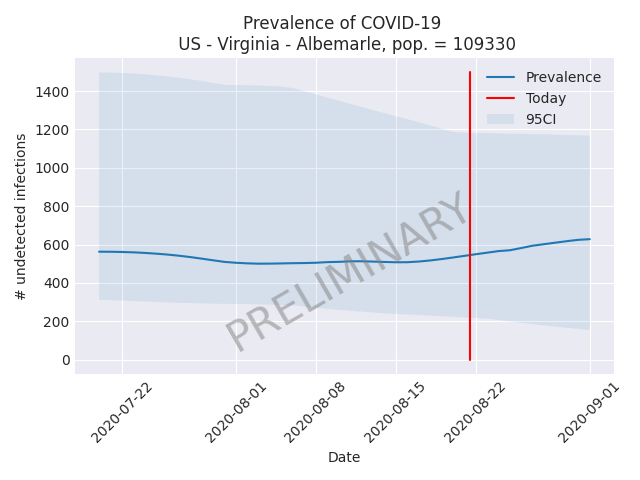 Prevalence of COVID-19
US - Virginia - Albemarle, pop. = 109330
Prevalence
Today
95CI
# undetected infections
1400
1200
1000
800
600
400
200
0
PRELIMINARY
2020-07-22
2020-08-01
2020-08-08
2020-08-15
2020-08-22
2020-09-01
Date